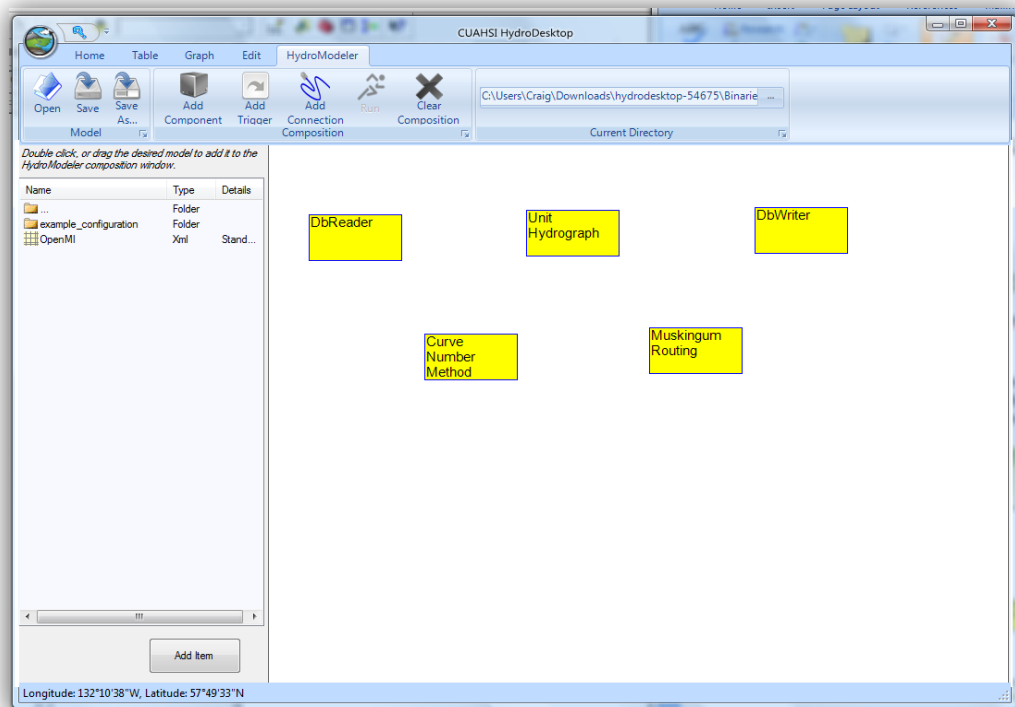 CUAHSI HydroDesktop
Home Table Graph Edit HydroModeler
Open Save Save As... Add Component Add Trigger Add Connection Run Clear Composition
C:\Users\Craig\Downloads\hydrodesktop-54675\Binarie ...
Model Composition Current Directory
Double click, or drag the desired model to add it to the
HydroModeler composition window.
Name Type Details
... Folder
example_configuration Folder
OpenMI Xml Stand...
DbReader
Unit
Hydrograph
DbWriter
Curve
Number
Method
Muskingum
Routing
Add Item
Longitude: 132°10'38"W, Latitude: 57°49'33"N